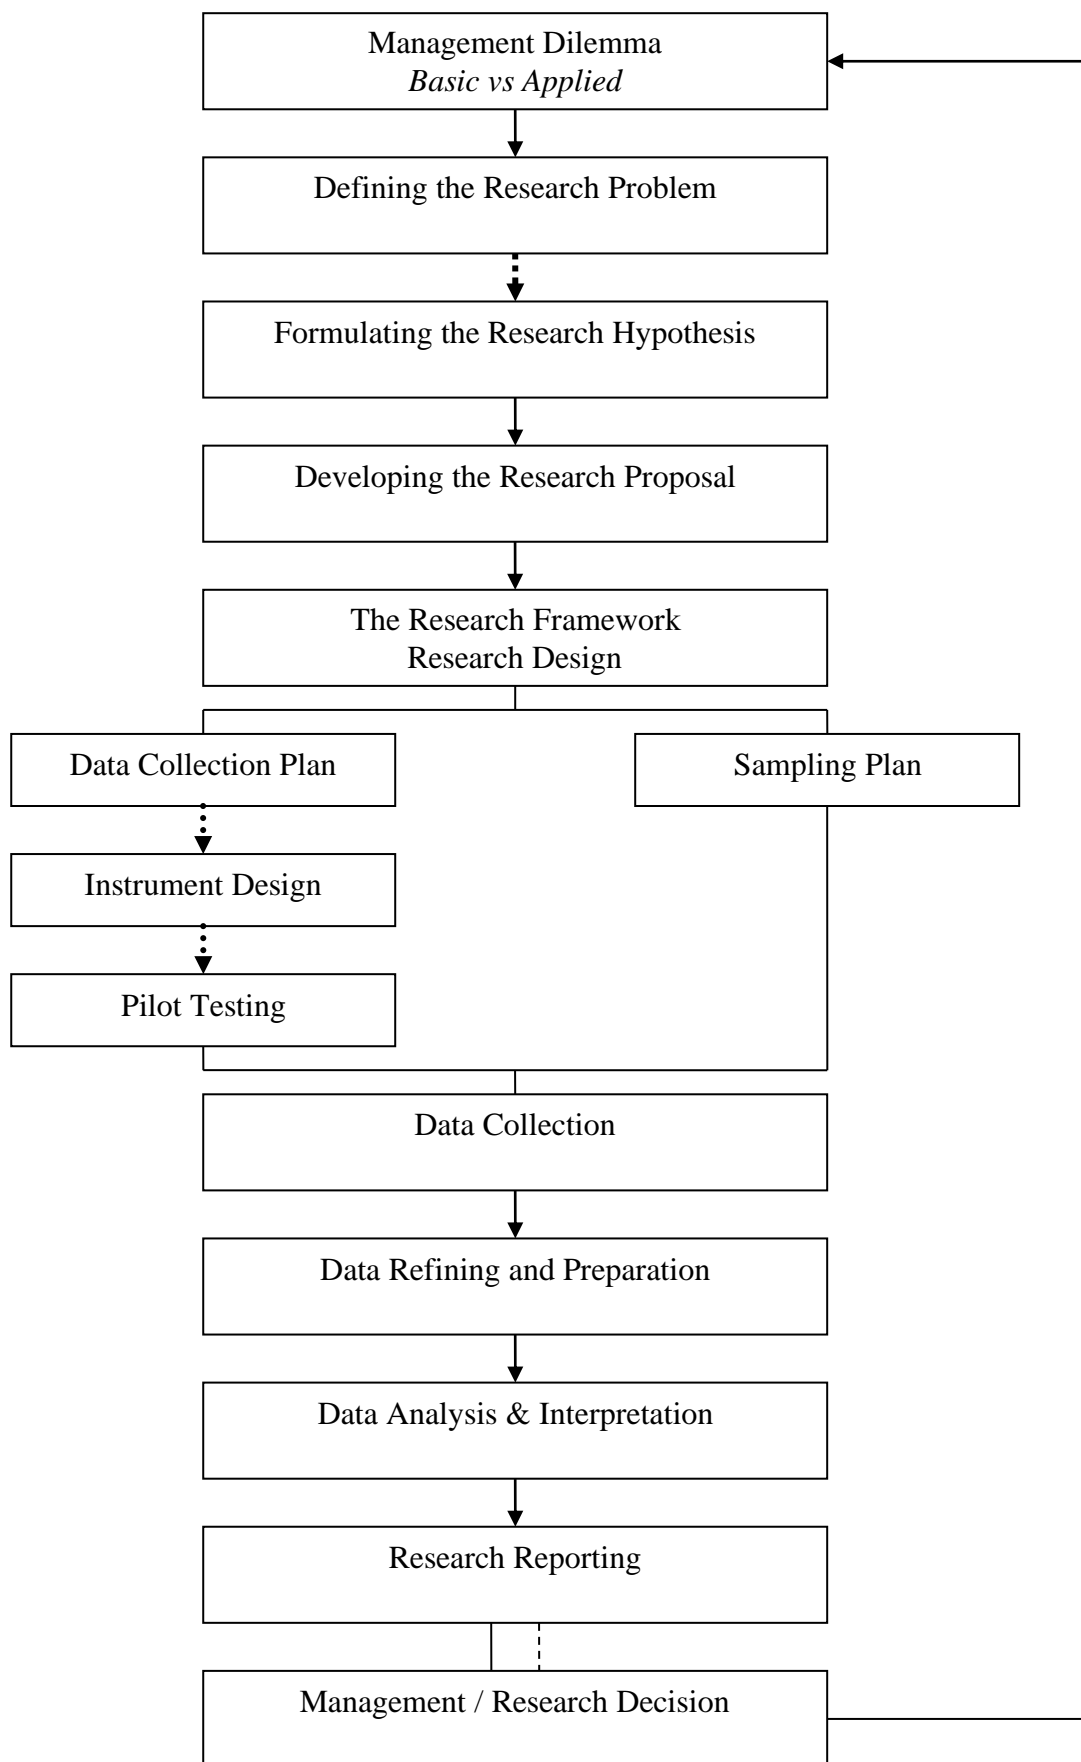 Management Dilemma
Basic vs Applied
Defining the Research Problem
Formulating the Research Hypothesis
Developing the Research Proposal
The Research Framework
Research Design
Data Collection Plan
Sampling Plan
Instrument Design
Pilot Testing
Data Collection
Data Refining and Preparation
Data Analysis & Interpretation
Research Reporting
Management / Research Decision